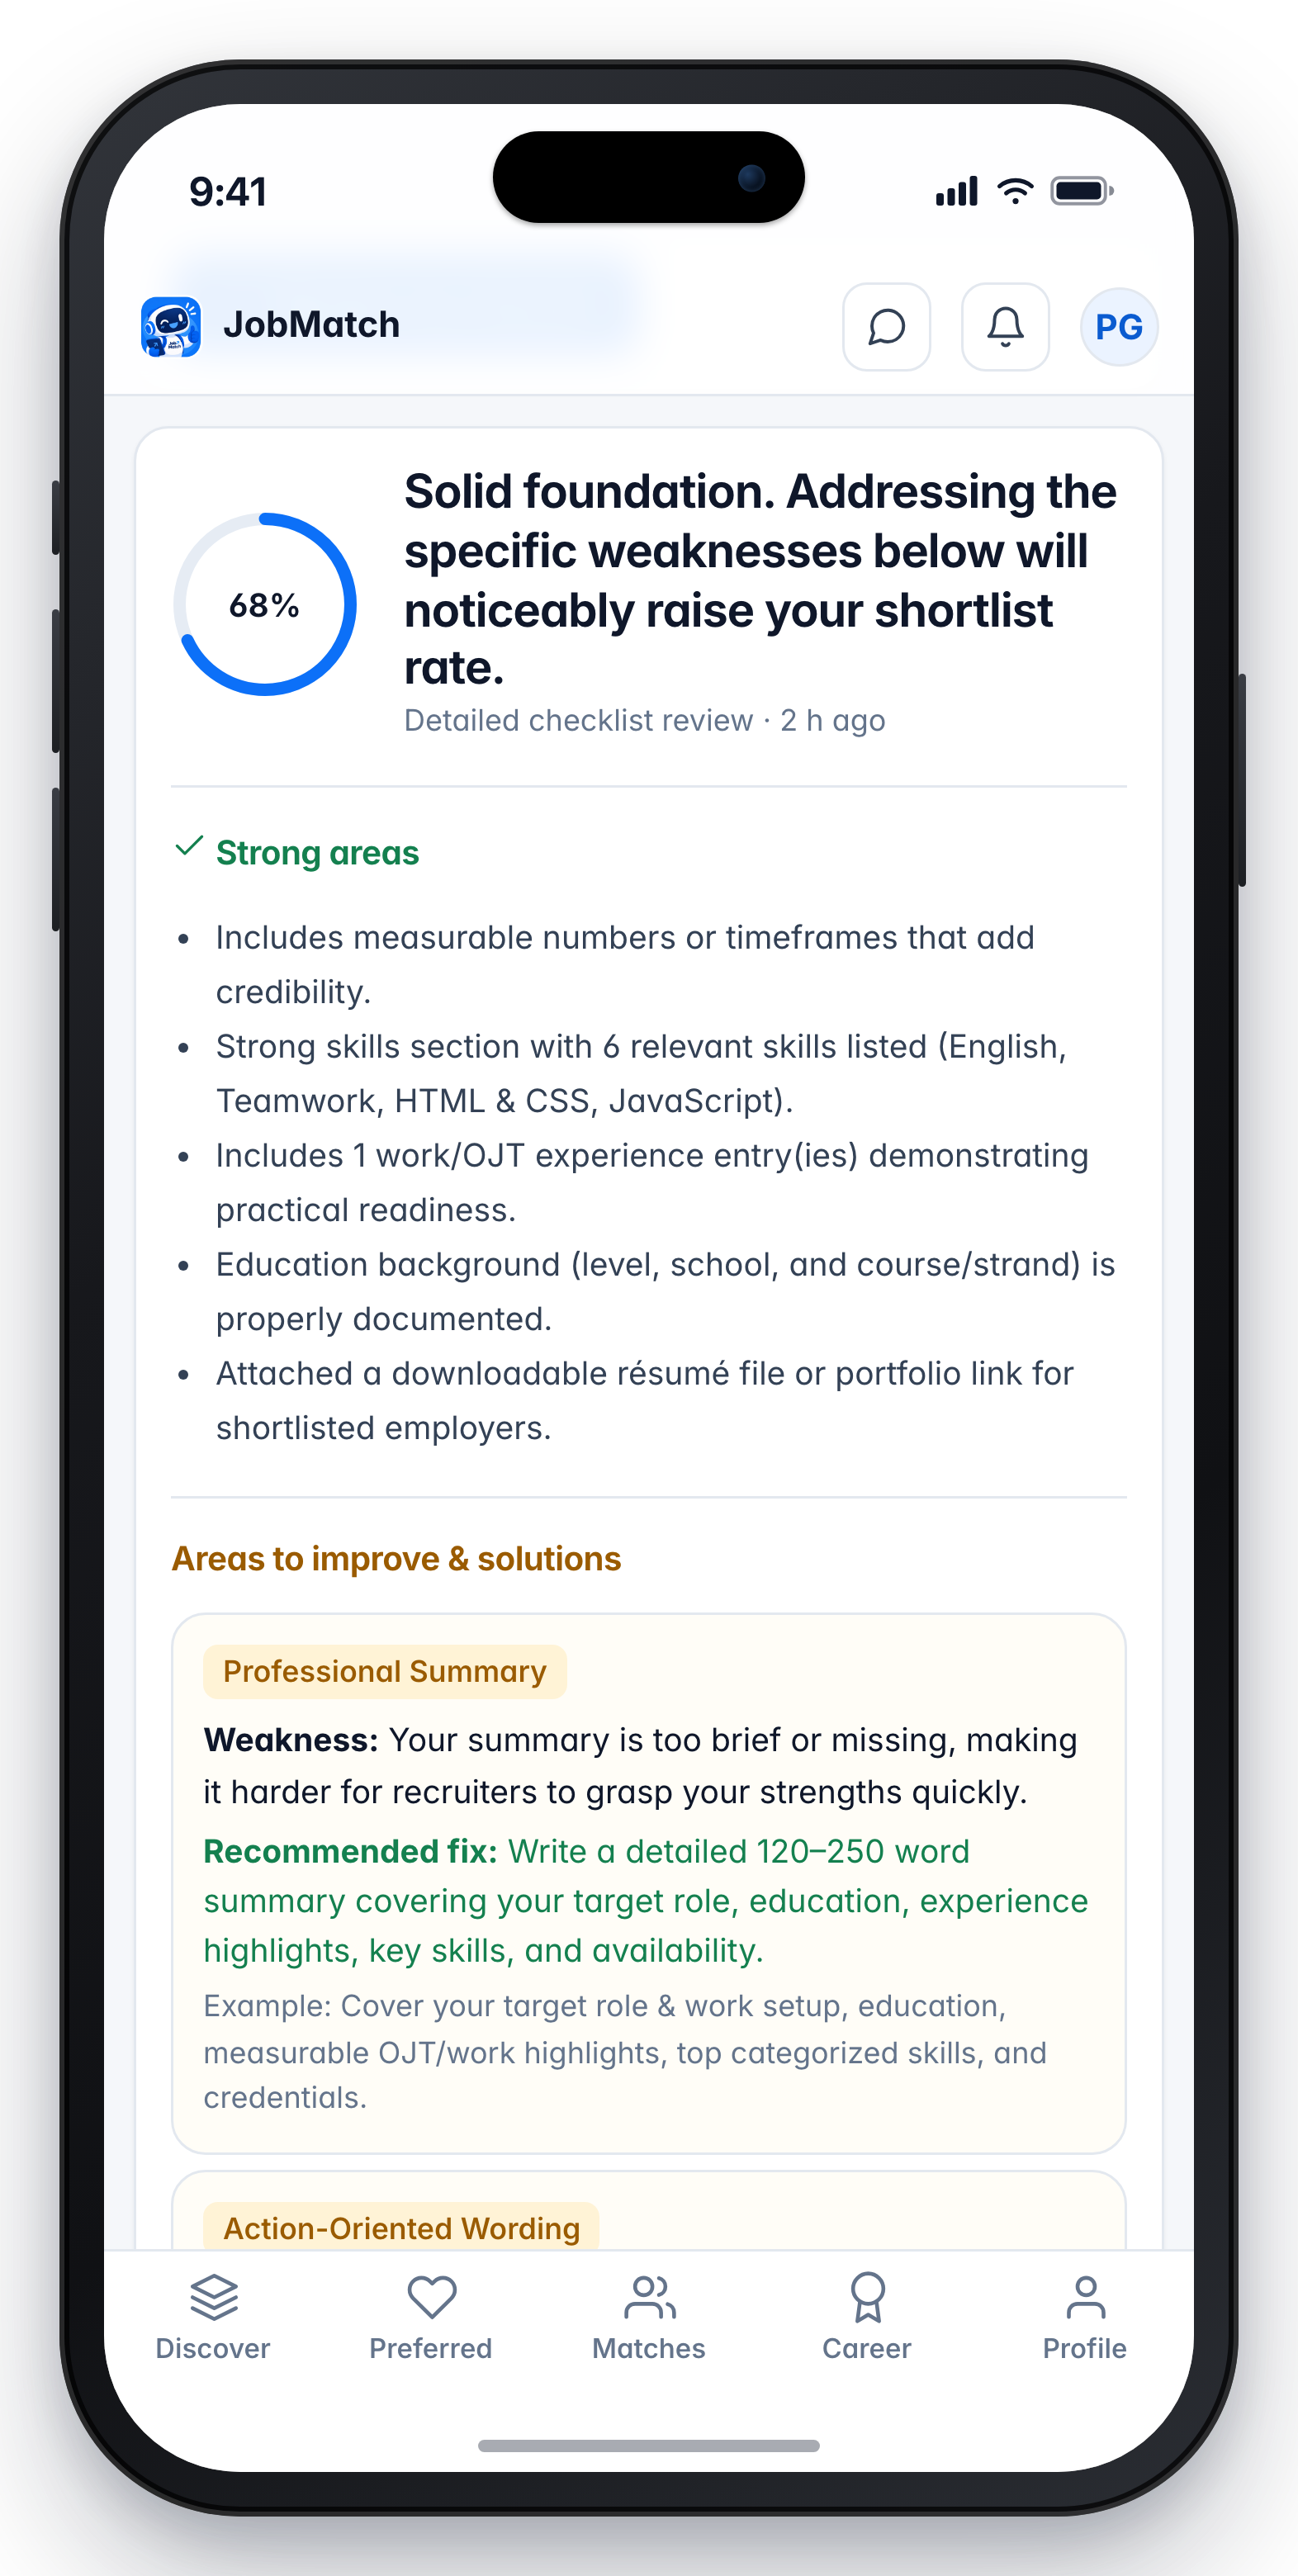 9:41
JobMatch
PG
68%
Solid foundation. Addressing the
specific weaknesses below will
noticeably raise your shortlist
rate.
Detailed checklist review · 2 h ago
Strong areas
• Includes measurable numbers or timeframes that add
credibility.
• Strong skills section with 6 relevant skills listed (English,
Teamwork, HTML & CSS, JavaScript).
• Includes 1 work/OJT experience entry(ies) demonstrating
practical readiness.
• Education background (level, school, and course/strand) is
properly documented.
• Attached a downloadable résumé file or portfolio link for
shortlisted employers.
Areas to improve & solutions
Professional Summary
Weakness: Your summary is too brief or missing, making
it harder for recruiters to grasp your strengths quickly.
Recommended fix: Write a detailed 120–250 word
summary covering your target role, education, experience
highlights, key skills, and availability.
Example: Cover your target role & work setup, education,
measurable OJT/work highlights, top categorized skills, and
credentials.
Action-Oriented Wording
Discover
Preferred
Matches
Career
Profile